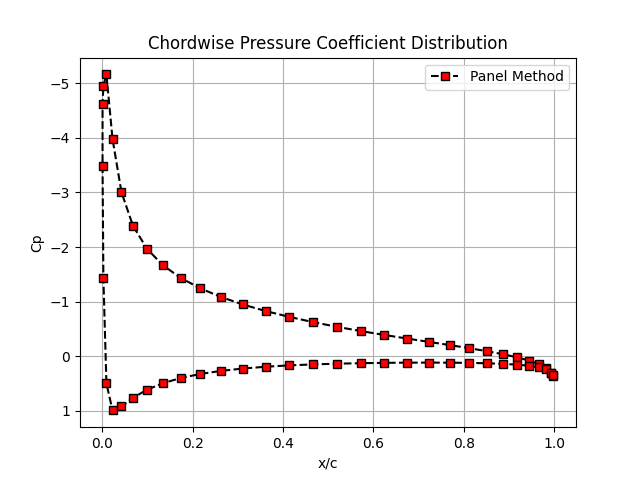 Chordwise Pressure Coefficient Distribution
Panel Method
Cp
−5
−4
−3
−2
−1
0
1
0.0 0.2 0.4 0.6 0.8 1.0
x/c